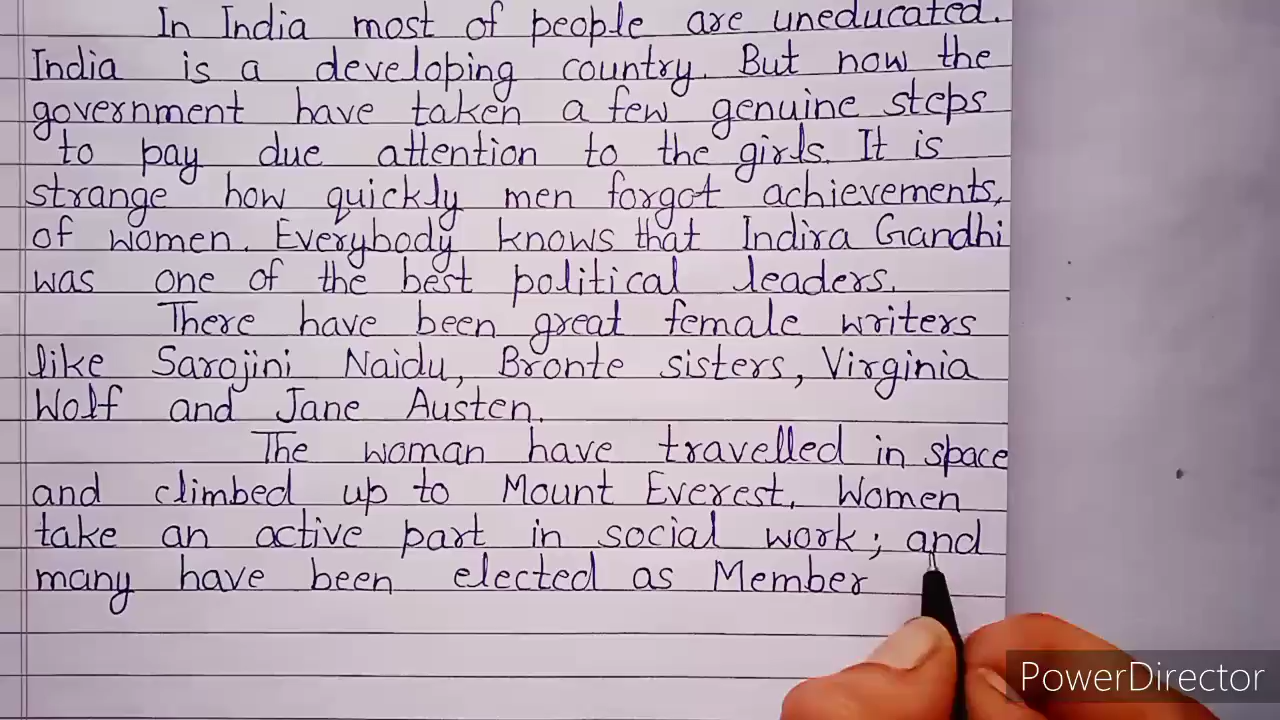 In India most of people are uneducated.
India is a developing country. But now the
government have taken a few genuine steps
to pay due attention to the girls. It is
strange how quickly men forgot achievements,
of women. Everybody knows that Indira Gandhi
was one of the best political leaders.
There have been great female writers
like Sarojini Naidu, Bronte sisters, Virginia
Wolf and Jane Austen.
The woman have travelled in space
and climbed up to Mount Everest. Women
take an active part in social work; and
many have been elected as Member
PowerDirector